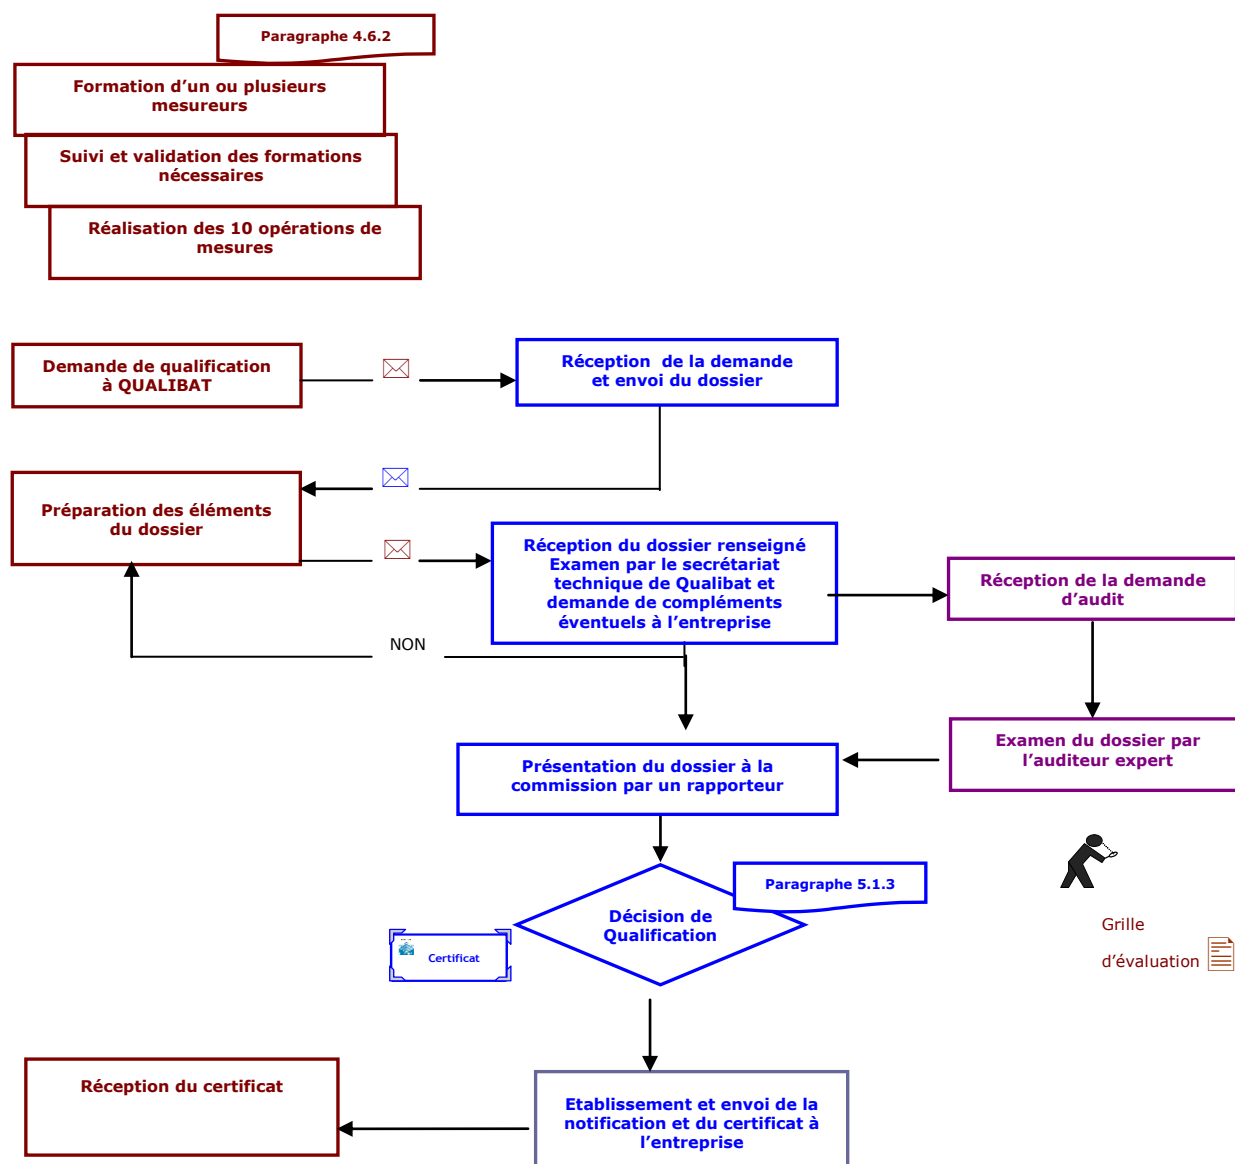 Paragraphe 4.6.2
Formation d’un ou plusieurs
mesureurs
Suivi et validation des formations
nécessaires
Réalisation des 10 opérations de
mesures
Demande de qualification
à QUALIBAT
Réception de la demande
et envoi du dossier
Préparation des éléments
du dossier
Réception du dossier renseigné
Examen par le secrétariat
technique de Qualibat et
demande de compléments
éventuels à l’entreprise
Réception de la demande
d’audit
NON
Examen du dossier par
l’auditeur expert
Présentation du dossier à la
commission par un rapporteur
Paragraphe 5.1.3
Décision de
Qualification
Certificat
Grille
d’évaluation
Réception du certificat
Etablissement et envoi de la
notification et du certificat à
l’entreprise